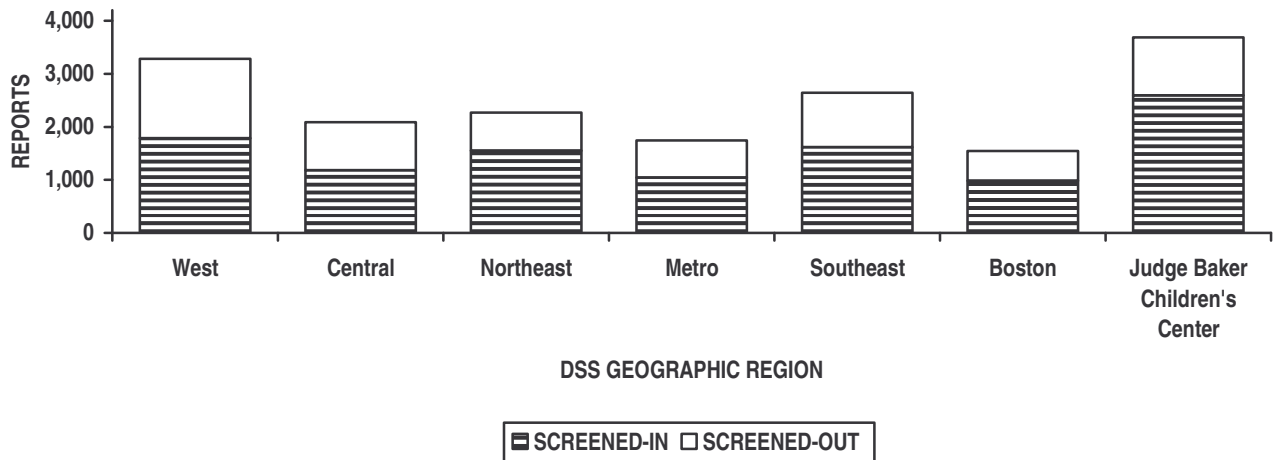 4,000
3,000
2,000
1,000
0
REPORTS
West
Central
Northeast
Metro
Southeast
Boston
Judge Baker
Children's
Center
DSS GEOGRAPHIC REGION
SCREENED-IN SCREENED-OUT